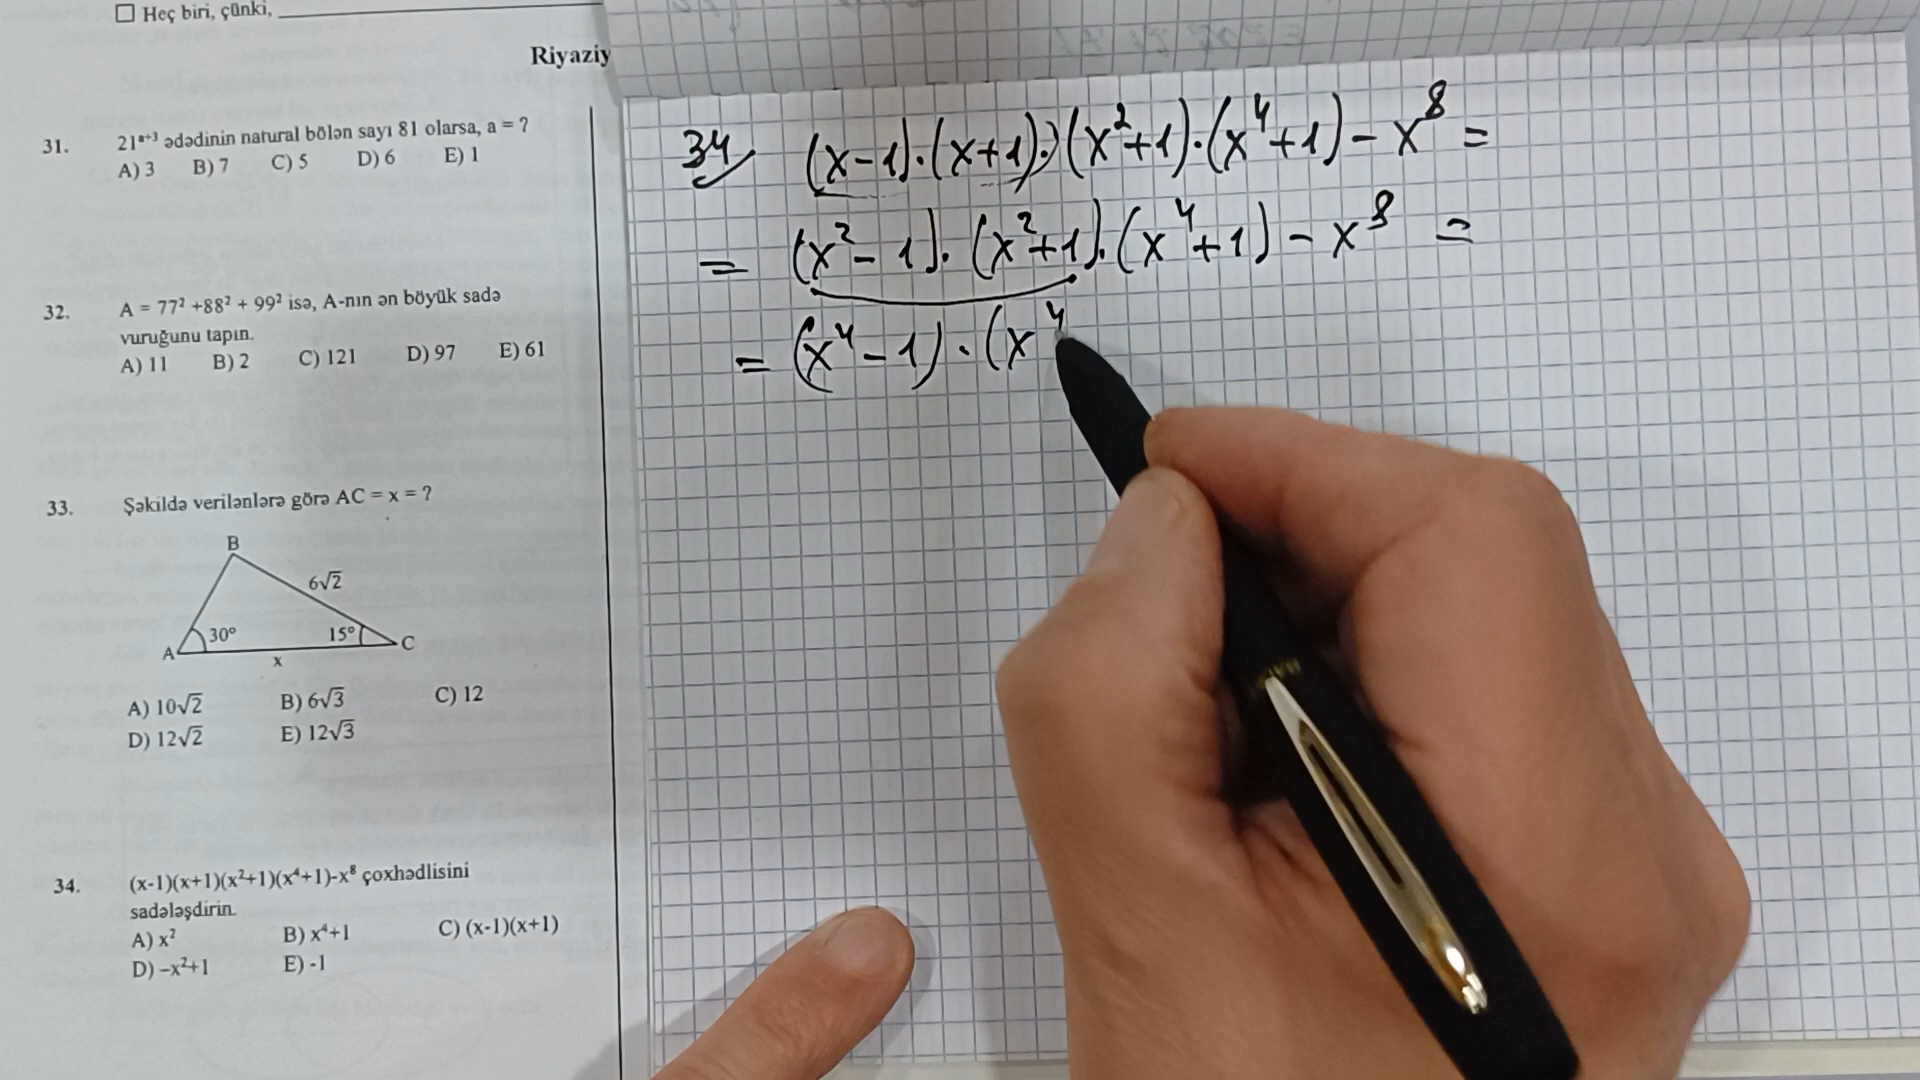 ☐ Heç biri, çünki,
Riyaziy
31. 21ᵃ⁺³ ədədinin natural bölən sayı 81 olarsa, a = ?
A) 3 B) 7 C) 5 D) 6 E) 1
32. A = 77² +88² + 99² isə, A-nın ən böyük sadə
vuruğunu tapın.
A) 11 B) 2 C) 121 D) 97 E) 61
33. Şəkildə verilənlərə görə AC = x = ?
B
6√2
30° 15°
A C
x
A) 10√2 B) 6√3 C) 12
D) 12√2 E) 12√3
34. (x-1)(x+1)(x²+1)(x⁴+1)-x⁸ çoxhədlisini
sadələşdirin.
A) x² B) x⁴+1 C) (x-1)(x+1)
D) –x²+1 E) -1
34 (x-1)·(x+1)·)(x²+1)·(x⁴+1) - x⁸ =
= (x² - 1)· (x²+1)·(x⁴+1) - x⁸ =
= (x⁴ - 1) · (x⁴